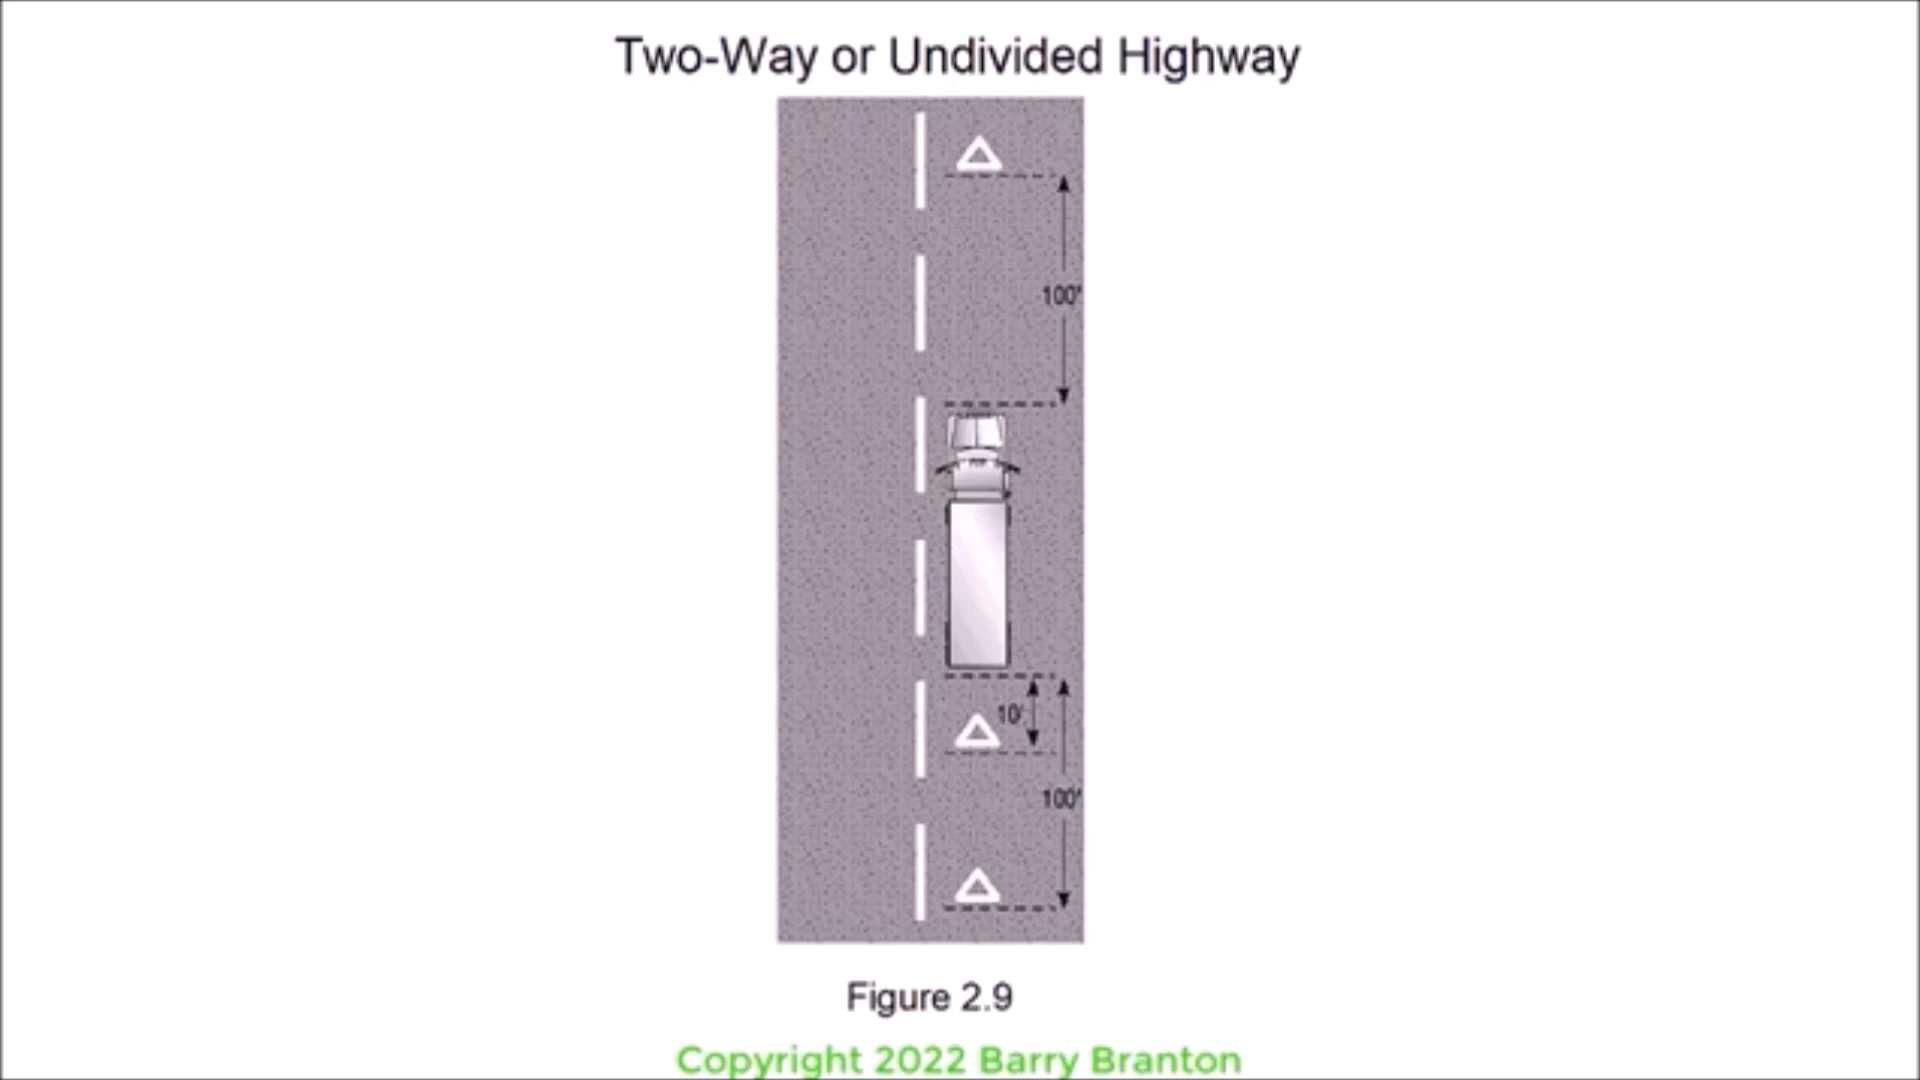 Two-Way or Undivided Highway
100'
10'
100'
Figure 2.9
Copyright 2022 Barry Branton